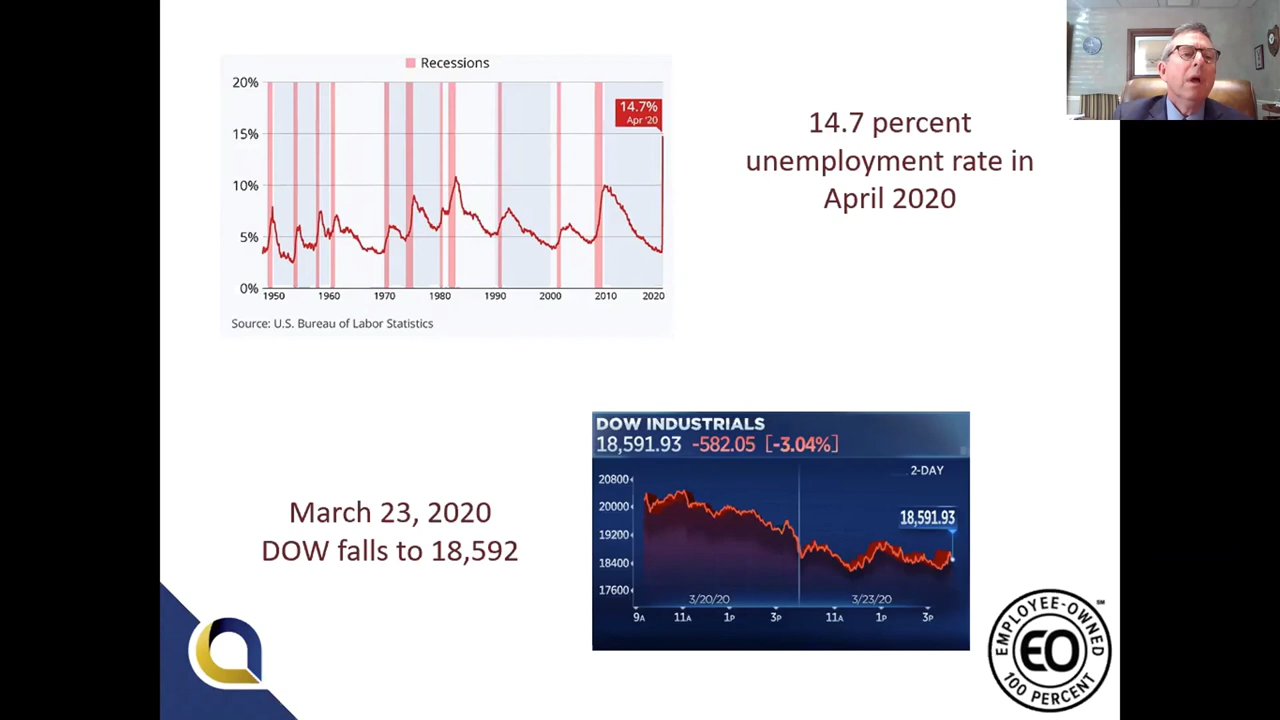 Recessions
20%
15%
10%
5%
0%
14.7%
Apr '20
1950 1960 1970 1980 1990 2000 2010 2020
Source: U.S. Bureau of Labor Statistics
14.7 percent
unemployment rate in
April 2020
March 23, 2020
DOW falls to 18,592
DOW INDUSTRIALS
18,591.93 -582.05 [-3.04%]
2-DAY
20800
20000
19200
18400
17600
18,591.93
3/20/20 3/23/20
9A 11A 1P 3P 11A 1P 3P
EMPLOYEE-OWNED℠
EO
100 PERCENT